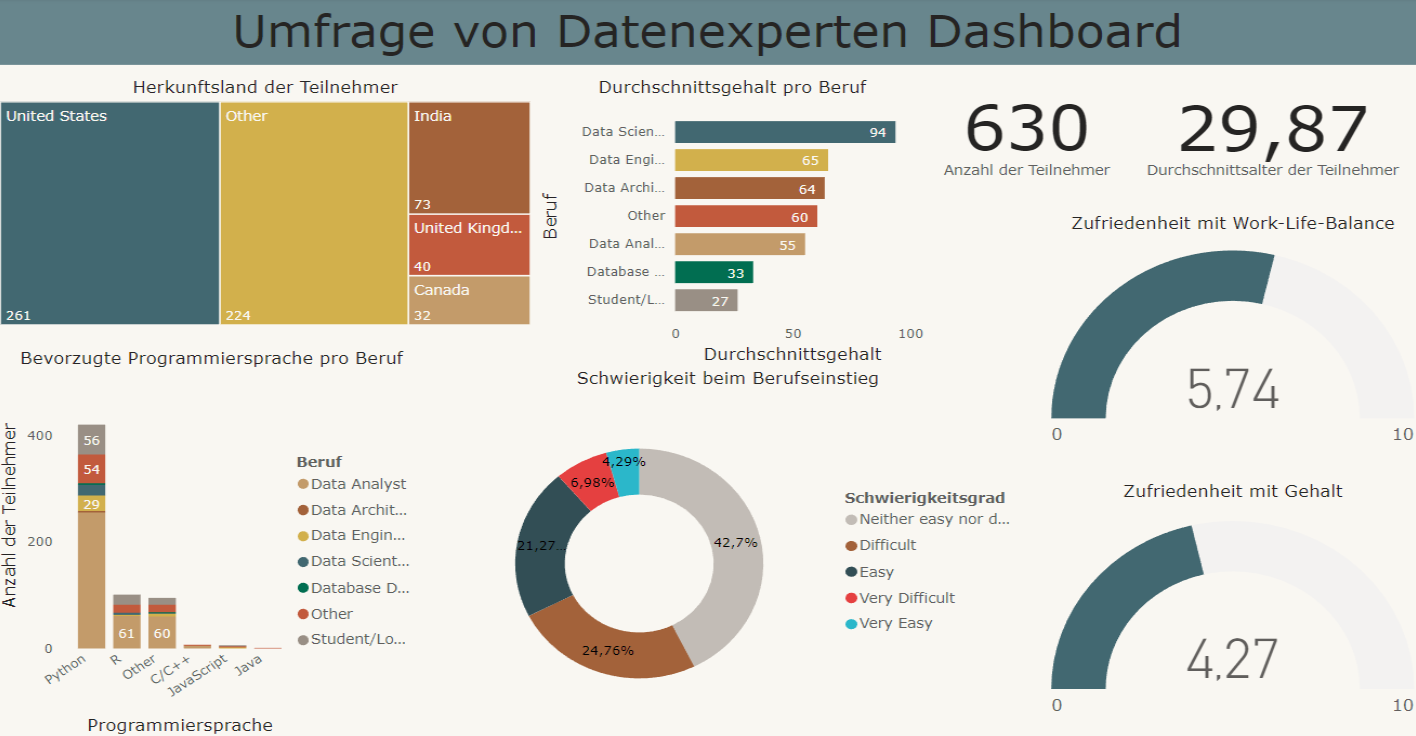 Umfrage von Datenexperten Dashboard
Herkunftsland der Teilnehmer
United States
261
Other
224
India
73
United Kingd...
40
Canada
32
Durchschnittsgehalt pro Beruf
Beruf
Data Scien... 94
Data Engi... 65
Data Archi... 64
Other 60
Data Anal... 55
Database ... 33
Student/L... 27
0 50 100
Durchschnittsgehalt
630
Anzahl der Teilnehmer
29,87
Durchschnittsalter der Teilnehmer
Zufriedenheit mit Work-Life-Balance
5,74
0 10
Bevorzugte Programmiersprache pro Beruf
Anzahl der Teilnehmer
400
200
0
56
54
29
61
60
Python
R
Other
C/C++
JavaScript
Java
Programmiersprache
Beruf
Data Analyst
Data Archit...
Data Engin...
Data Scient...
Database D...
Other
Student/Lo...
Schwierigkeit beim Berufseinstieg
4,29%
6,98%
21,27...
42,7%
24,76%
Schwierigkeitsgrad
Neither easy nor d...
Difficult
Easy
Very Difficult
Very Easy
Zufriedenheit mit Gehalt
4,27
0 10